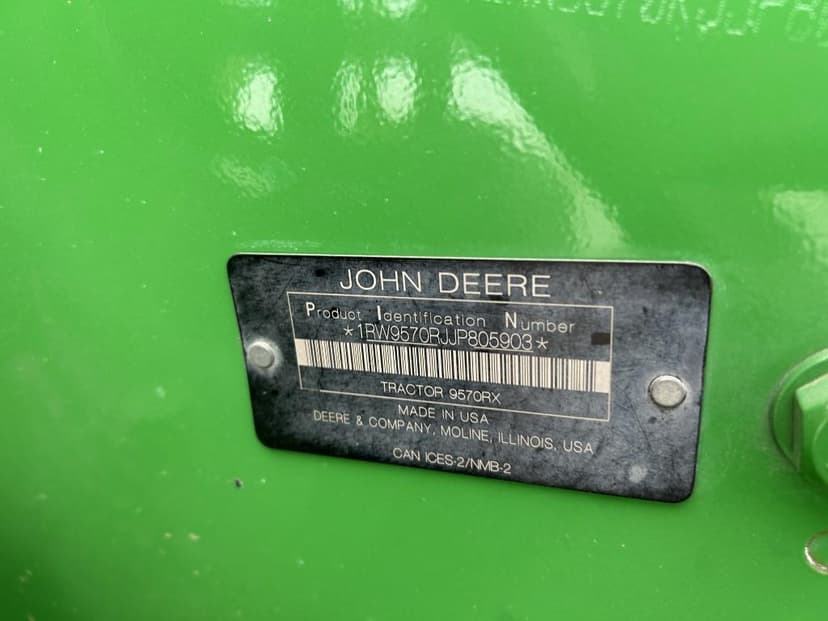 JOHN DEERE
Product Identification Number
*1RW9570RJJP805903*
TRACTOR 9570RX
MADE IN USA
DEERE & COMPANY, MOLINE, ILLINOIS, USA
CAN ICES-2/NMB-2